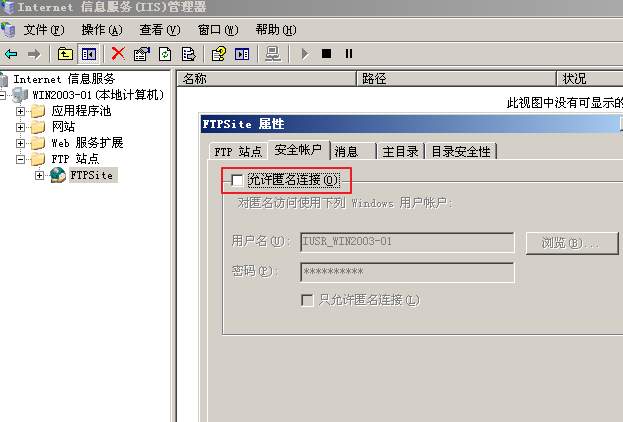 Internet 信息服务(IIS)管理器
文件(F) 操作(A) 查看(V) 窗口(W) 帮助(H)
Internet 信息服务
WIN2003-01(本地计算机)
应用程序池
网站
Web 服务扩展
FTP 站点
FTPSite
名称 路径 状况
此视图中没有可显示的
FTPSite 属性
FTP 站点 安全帐户 消息 主目录 目录安全性
允许匿名连接(O)
对匿名访问使用下列 Windows 用户帐户:
用户名(U): IUSR_WIN2003-01 浏览(B)...
密码(P): **********
只允许匿名连接(L)